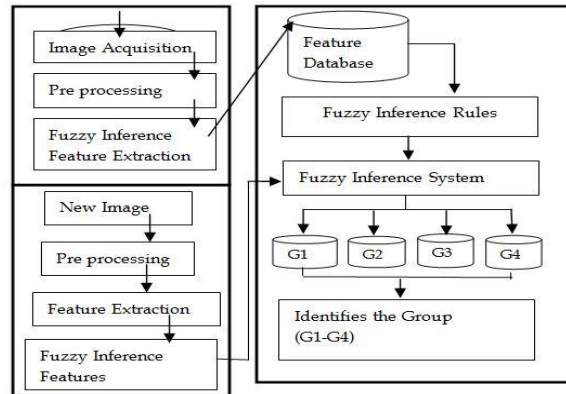 Image Acquisition
Pre processing
Fuzzy Inference
Feature Extraction
New Image
Pre processing
Feature Extraction
Fuzzy Inference
Features
Feature
Database
Fuzzy Inference Rules
Fuzzy Inference System
G1 G2 G3 G4
Identifies the Group
(G1-G4)